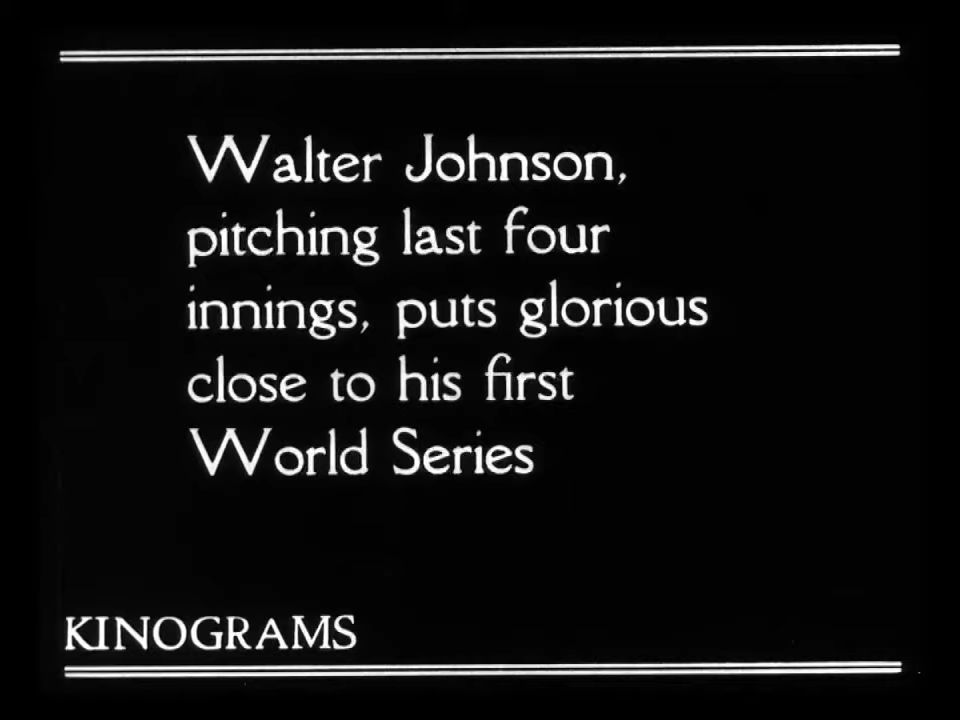 Walter Johnson,
pitching last four
innings, puts glorious
close to his first
World Series
KINOGRAMS